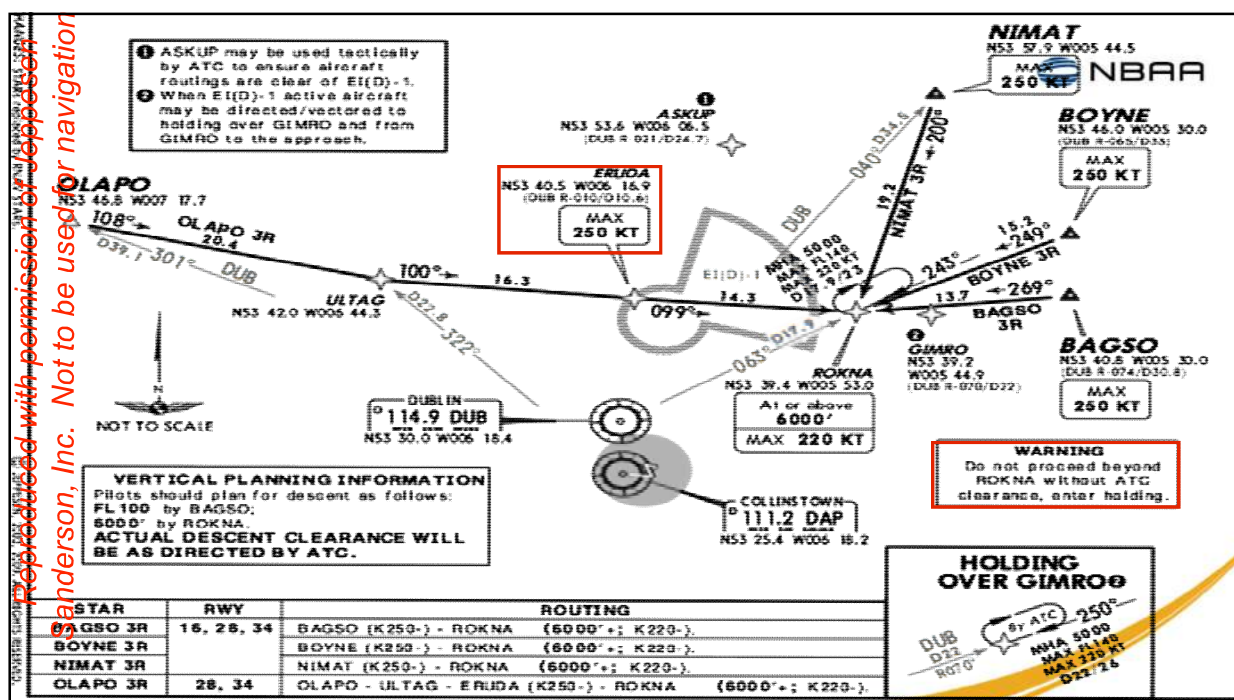 Reproduced with permission of Jeppesen
Sanderson, Inc. Not to be used for navigation
❶ ASKUP may be used tactically
by ATC to ensure aircraft
routings are clear of EI(D)-1.
❷ When EI(D)-1 active aircraft
may be directed/vectored to
holding over GIMRO and from
GIMRO to the approach.
NIMAT
N53 57.9 W005 44.5
MAX
250 KT
NBAA
❶
ASKUP
N53 53.6 W006 06.5
(DUB R-021/D24.7)
BOYNE
N53 46.0 W005 30.0
(DUB R-065/D33)
MAX
250 KT
OLAPO
N53 46.8 W007 17.7
ERUDA
N53 40.5 W006 16.9
(DUB R-010/D10.6)
MAX
250 KT
108°
OLAPO 3R
20.4
D39.1
301°
DUB
100°
16.3
ULTAG
N53 42.0 W006 44.3
D22.8
322°
099°
14.3
EI(D)-1
DUB
040°
D34.5
19.2
200°
NIMAT 3R
MHA 5000
MAX FL140
MAX 220 KT
D17.9/23
243°
15.2
249°
BOYNE 3R
13.7
269°
BAGSO
3R
063°
D17.9
❷
GIMRO
N53 39.2
W005 44.9
(DUB R-070/D22)
BAGSO
N53 40.8 W005 30.0
(DUB R-074/D30.8)
MAX
250 KT
ROKNA
N53 39.4 W005 53.0
At or above
6000'
MAX 220 KT
N
NOT TO SCALE
DUBLIN
D 114.9 DUB
N53 30.0 W006 18.4
COLLINSTOWN
D 111.2 DAP
N53 25.4 W006 18.2
WARNING
Do not proceed beyond
ROKNA without ATC
clearance, enter holding.
VERTICAL PLANNING INFORMATION
Pilots should plan for descent as follows:
FL100 by BAGSO;
6000' by ROKNA.
ACTUAL DESCENT CLEARANCE WILL
BE AS DIRECTED BY ATC.
HOLDING
OVER GIMRO❷
By ATC
250°
DUB
D22
R070°
MHA 5000
MAX FL140
MAX 220 KT
D22/26
STAR RWY ROUTING
BAGSO 3R 16, 28, 34 BAGSO (K250-) - ROKNA (6000'+; K220-).
BOYNE 3R BOYNE (K250-) - ROKNA (6000'+; K220-).
NIMAT 3R NIMAT (K250-) - ROKNA (6000'+; K220-).
OLAPO 3R 28, 34 OLAPO - ULTAG - ERUDA (K250-) - ROKNA (6000'+; K220-).